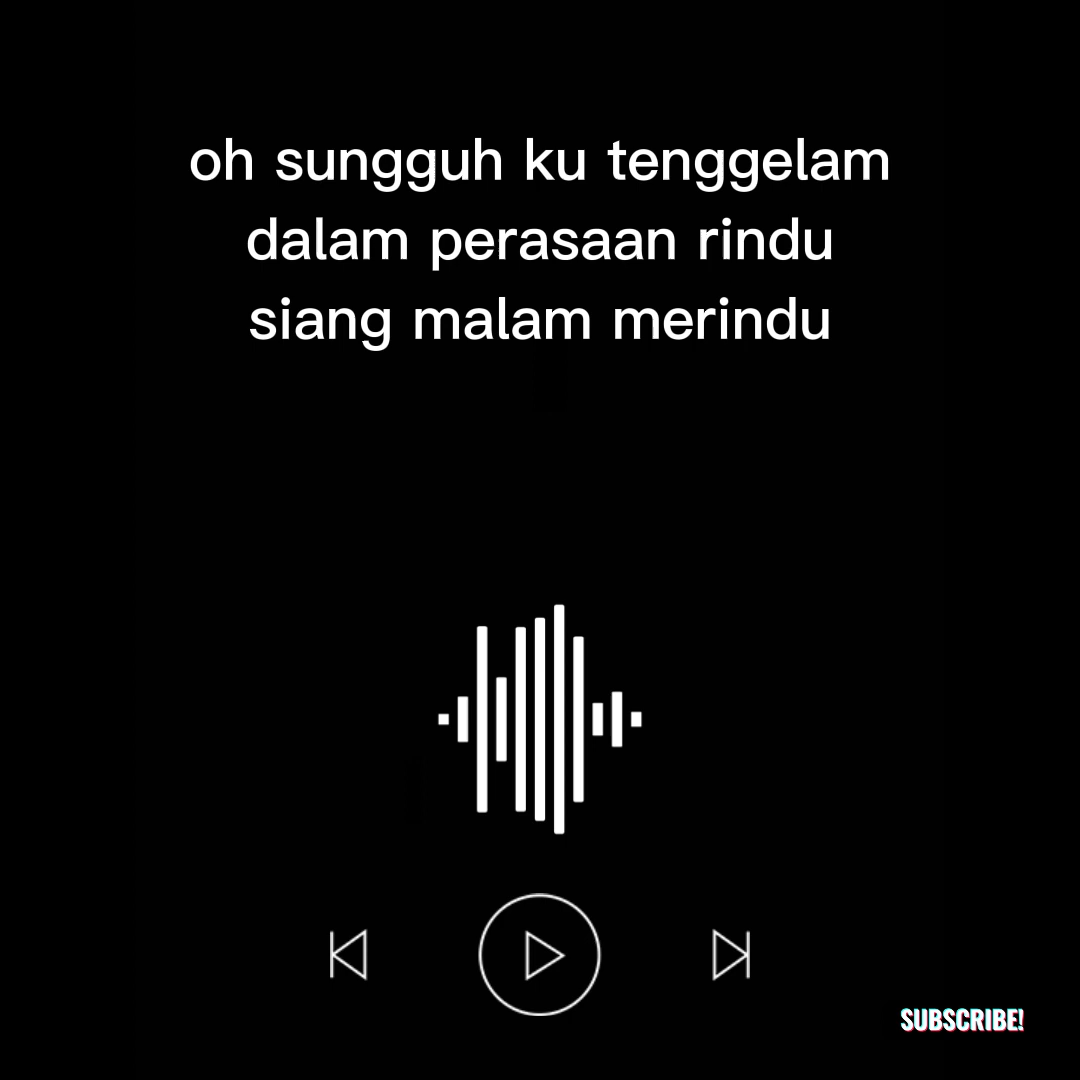 oh sungguh ku tenggelam
dalam perasaan rindu
siang malam merindu
SUBSCRIBE!